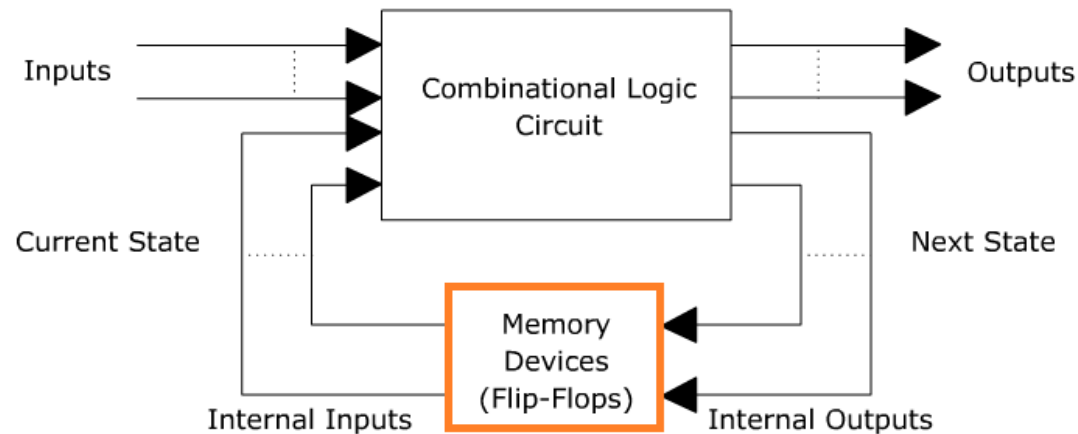 Inputs
Combinational Logic
Circuit
Outputs
Current State
Next State
Memory
Devices
(Flip-Flops)
Internal Inputs
Internal Outputs